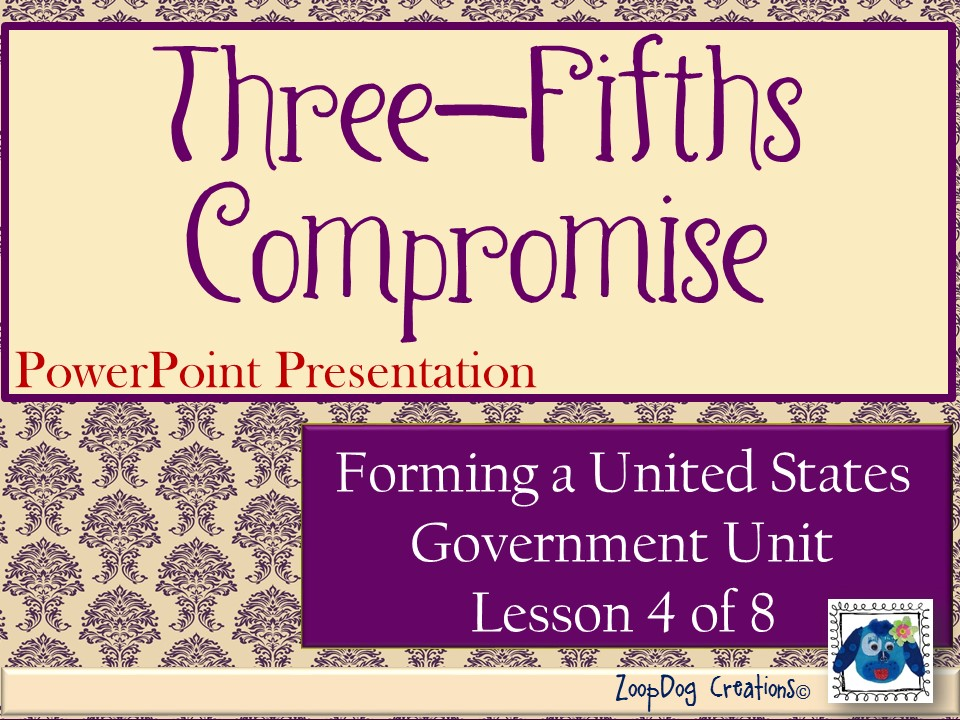 Three-Fifths
Compromise
PowerPoint Presentation
Forming a United States
Government Unit
Lesson 4 of 8
ZoopDog Creations©